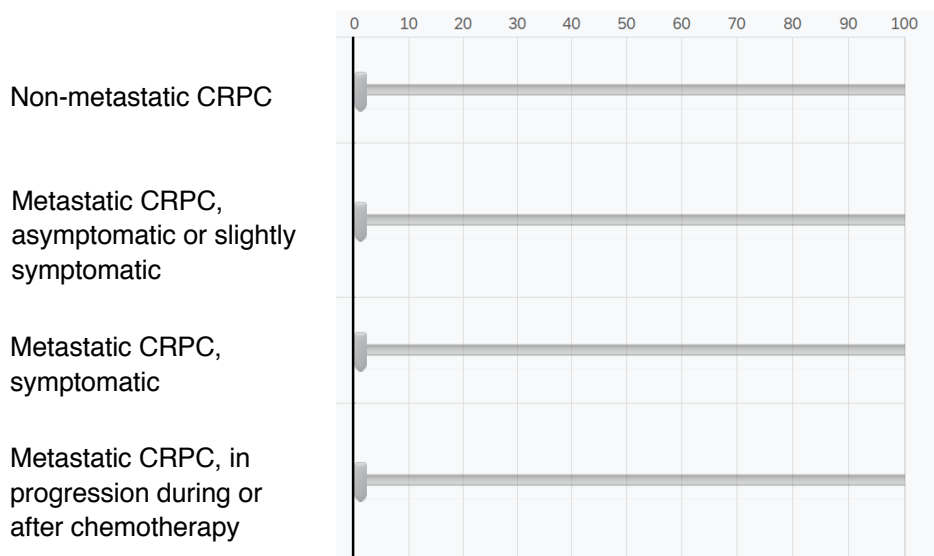 0 10 20 30 40 50 60 70 80 90 100
Non-metastatic CRPC
Metastatic CRPC,
asymptomatic or slightly
symptomatic
Metastatic CRPC,
symptomatic
Metastatic CRPC, in
progression during or
after chemotherapy